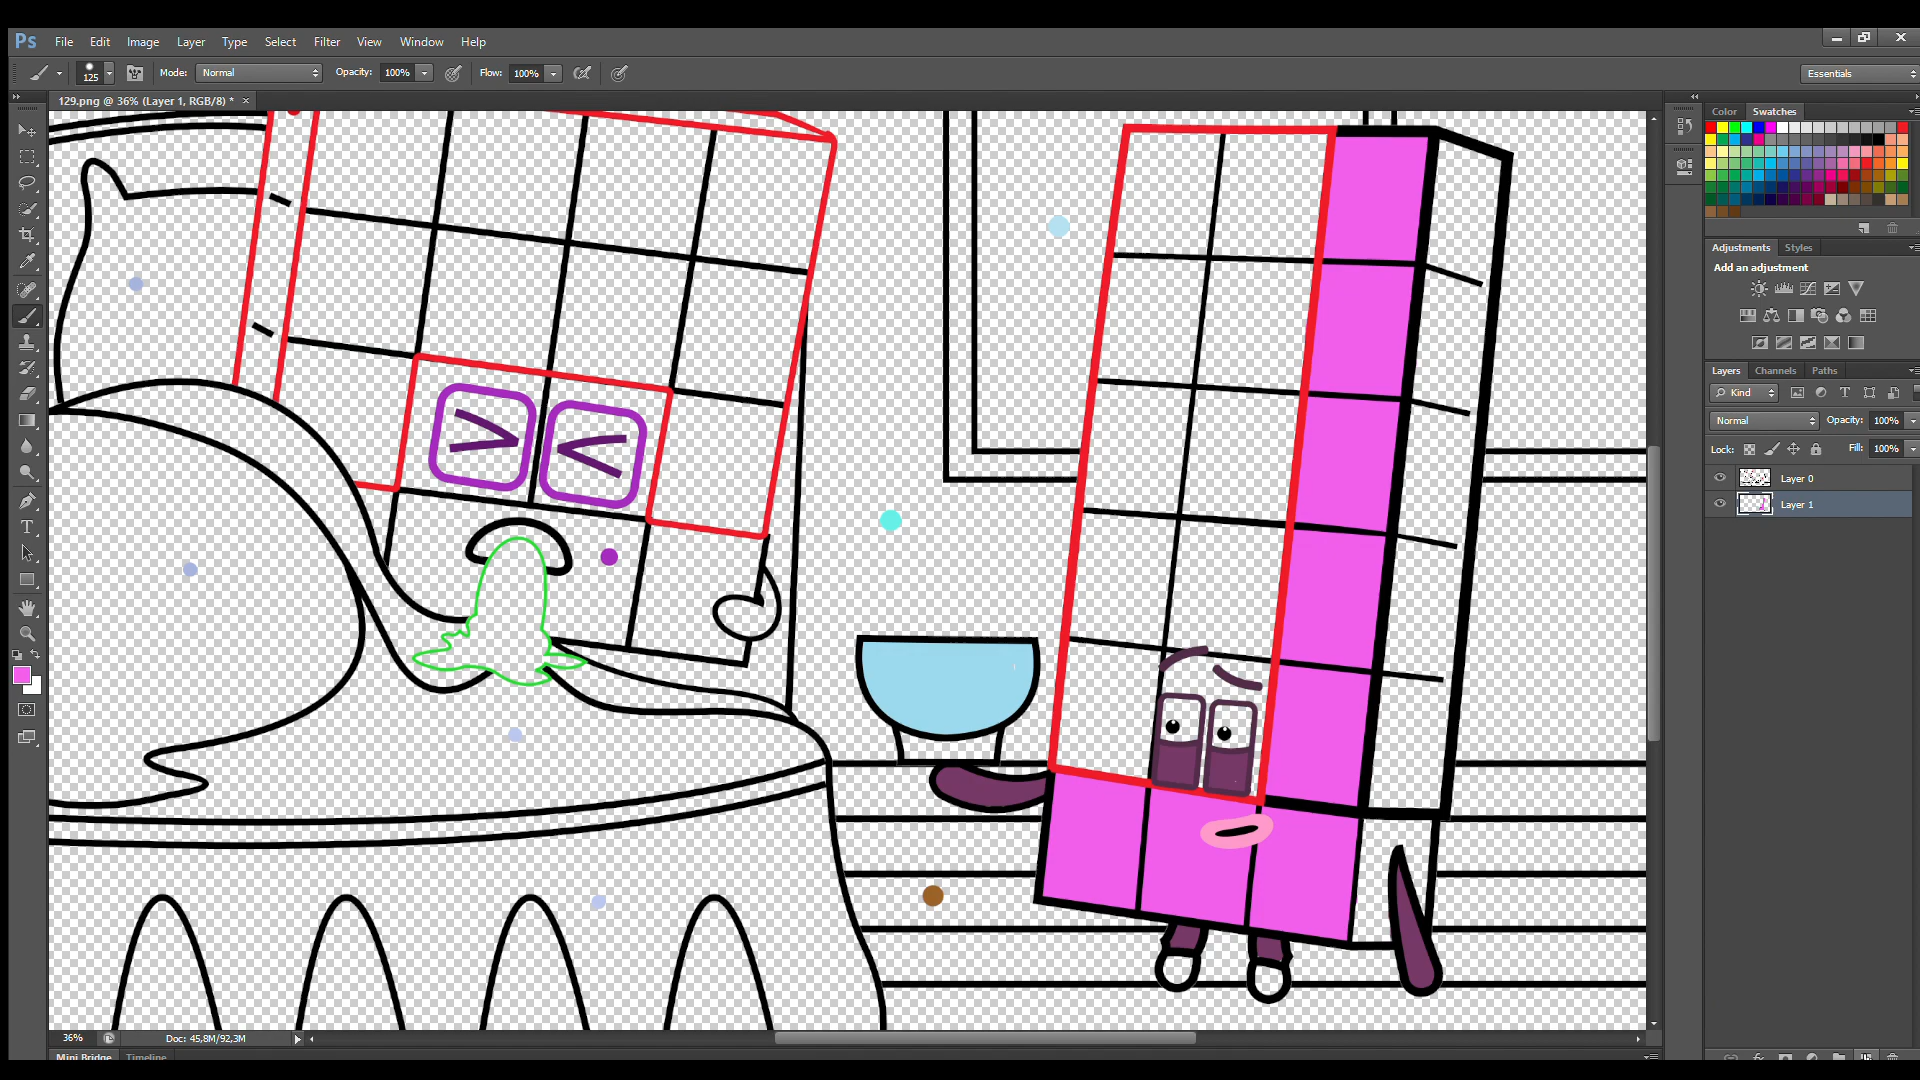 Ps File Edit Image Layer Type Select Filter View Window Help
125 Mode: Normal Opacity: 100% Flow: 100% Essentials
129.png @ 36% (Layer 1, RGB/8) * ×
Color Swatches
Adjustments Styles
Add an adjustment
Layers Channels Paths
Kind
Normal Opacity: 100%
Lock: Fill: 100%
Layer 0
Layer 1
T
36% Doc: 45,8M/92,3M
Mini Bridge Timeline